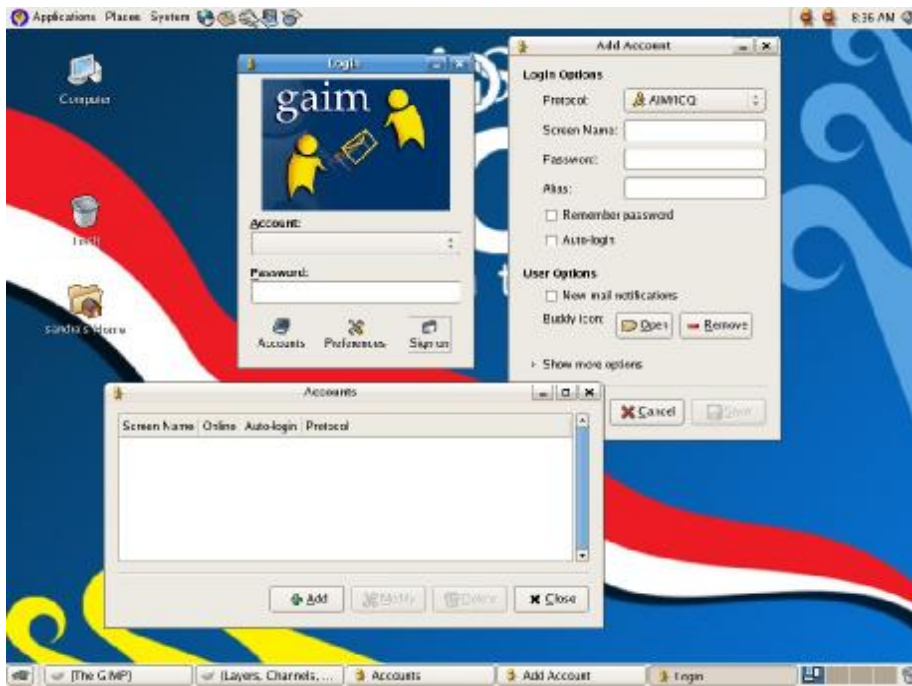 Applications Places System
8:36 AM
Computer
Login
gaim
Account:
Password:
Accounts Preferences Sign on
Add Account
Login Options
Protocol: AIM/ICQ
Screen Name:
Password:
Alias:
Remember password
Auto-login
User Options
New mail notifications
Buddy icon: Open Remove
Show more options
Cancel Save
Accounts
Screen Name Online Auto-login Protocol
Add Modify Delete Close
[The GIMP] [Layers, Channels, ... Accounts Add Account Login